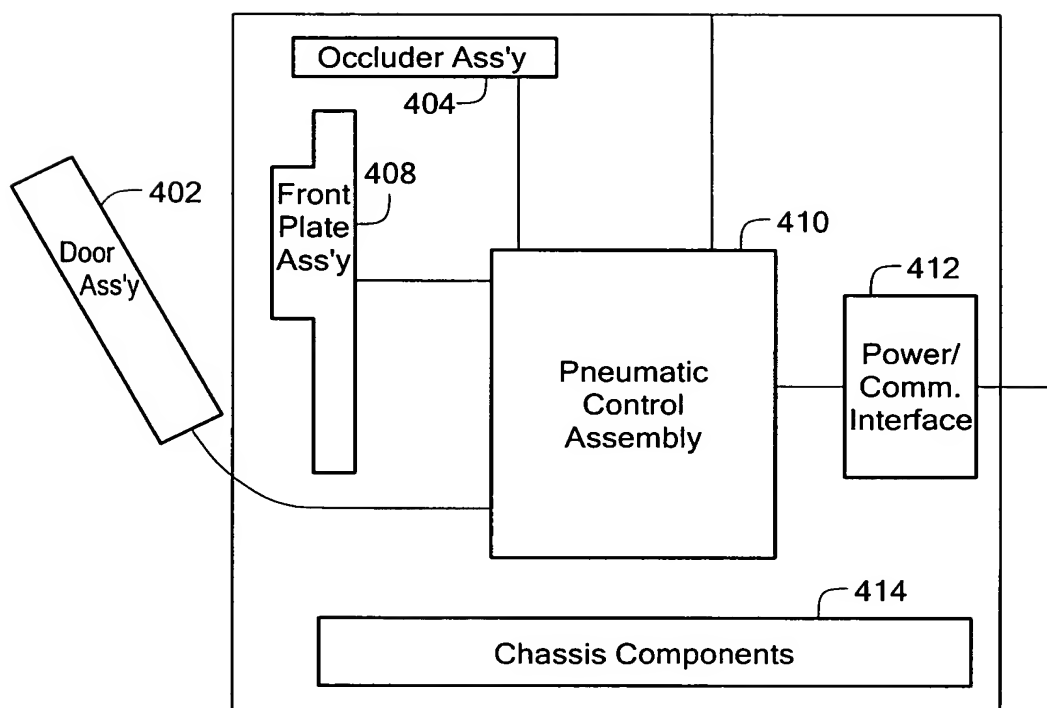 Occluder Ass'y
404
408
Front
Plate
Ass'y
402
Door
Ass'y
410
412
Pneumatic
Control
Assembly
Power/
Comm.
Interface
414
Chassis Components